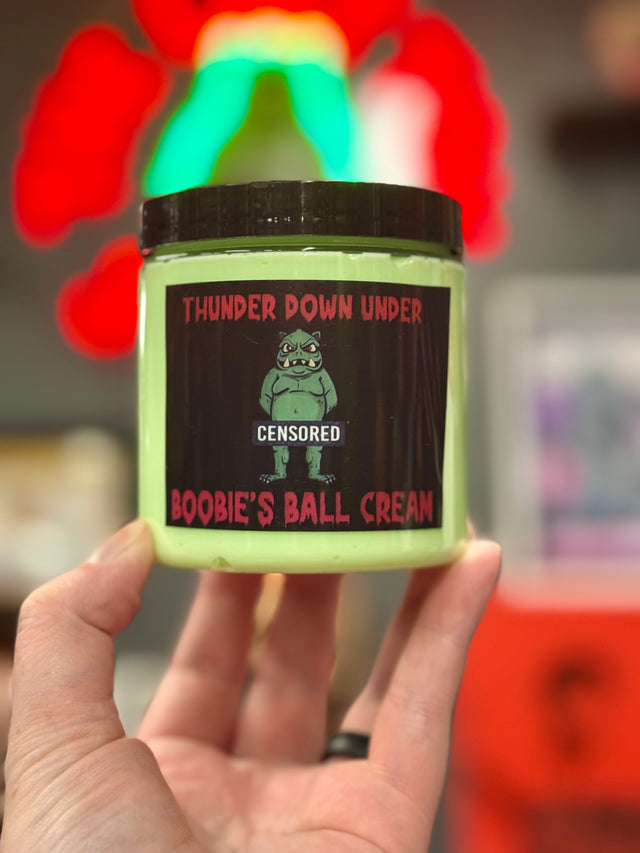 THUNDER DOWN UNDER
CENSORED
BOOBIE'S BALL CREAM